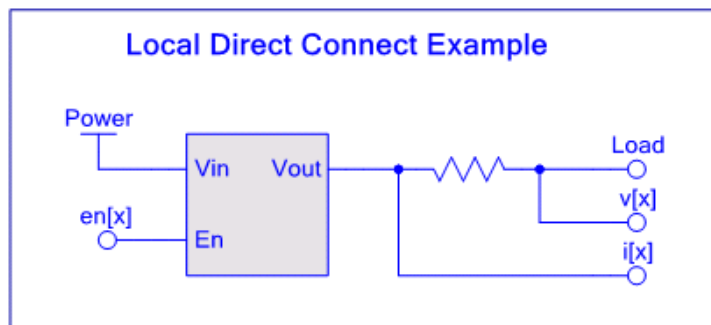 Local Direct Connect Example
Power
Load
Vin
Vout
v[x]
en[x]
En
i[x]